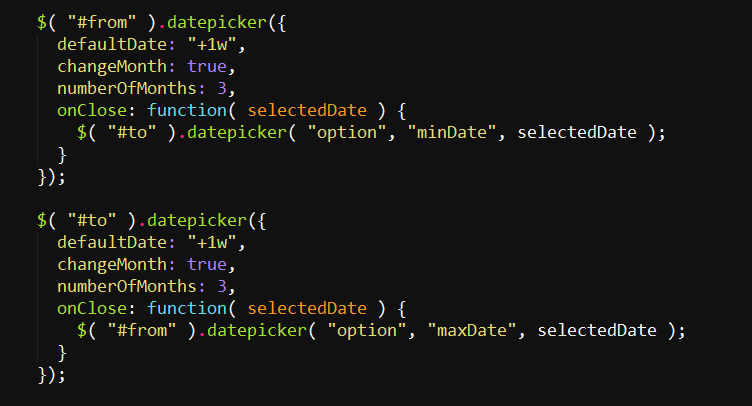 $( "#from" ).datepicker({
  defaultDate: "+1w",
  changeMonth: true,
  numberOfMonths: 3,
  onClose: function( selectedDate ) {
    $( "#to" ).datepicker( "option", "minDate", selectedDate );
  }
});

$( "#to" ).datepicker({
  defaultDate: "+1w",
  changeMonth: true,
  numberOfMonths: 3,
  onClose: function( selectedDate ) {
    $( "#from" ).datepicker( "option", "maxDate", selectedDate );
  }
});